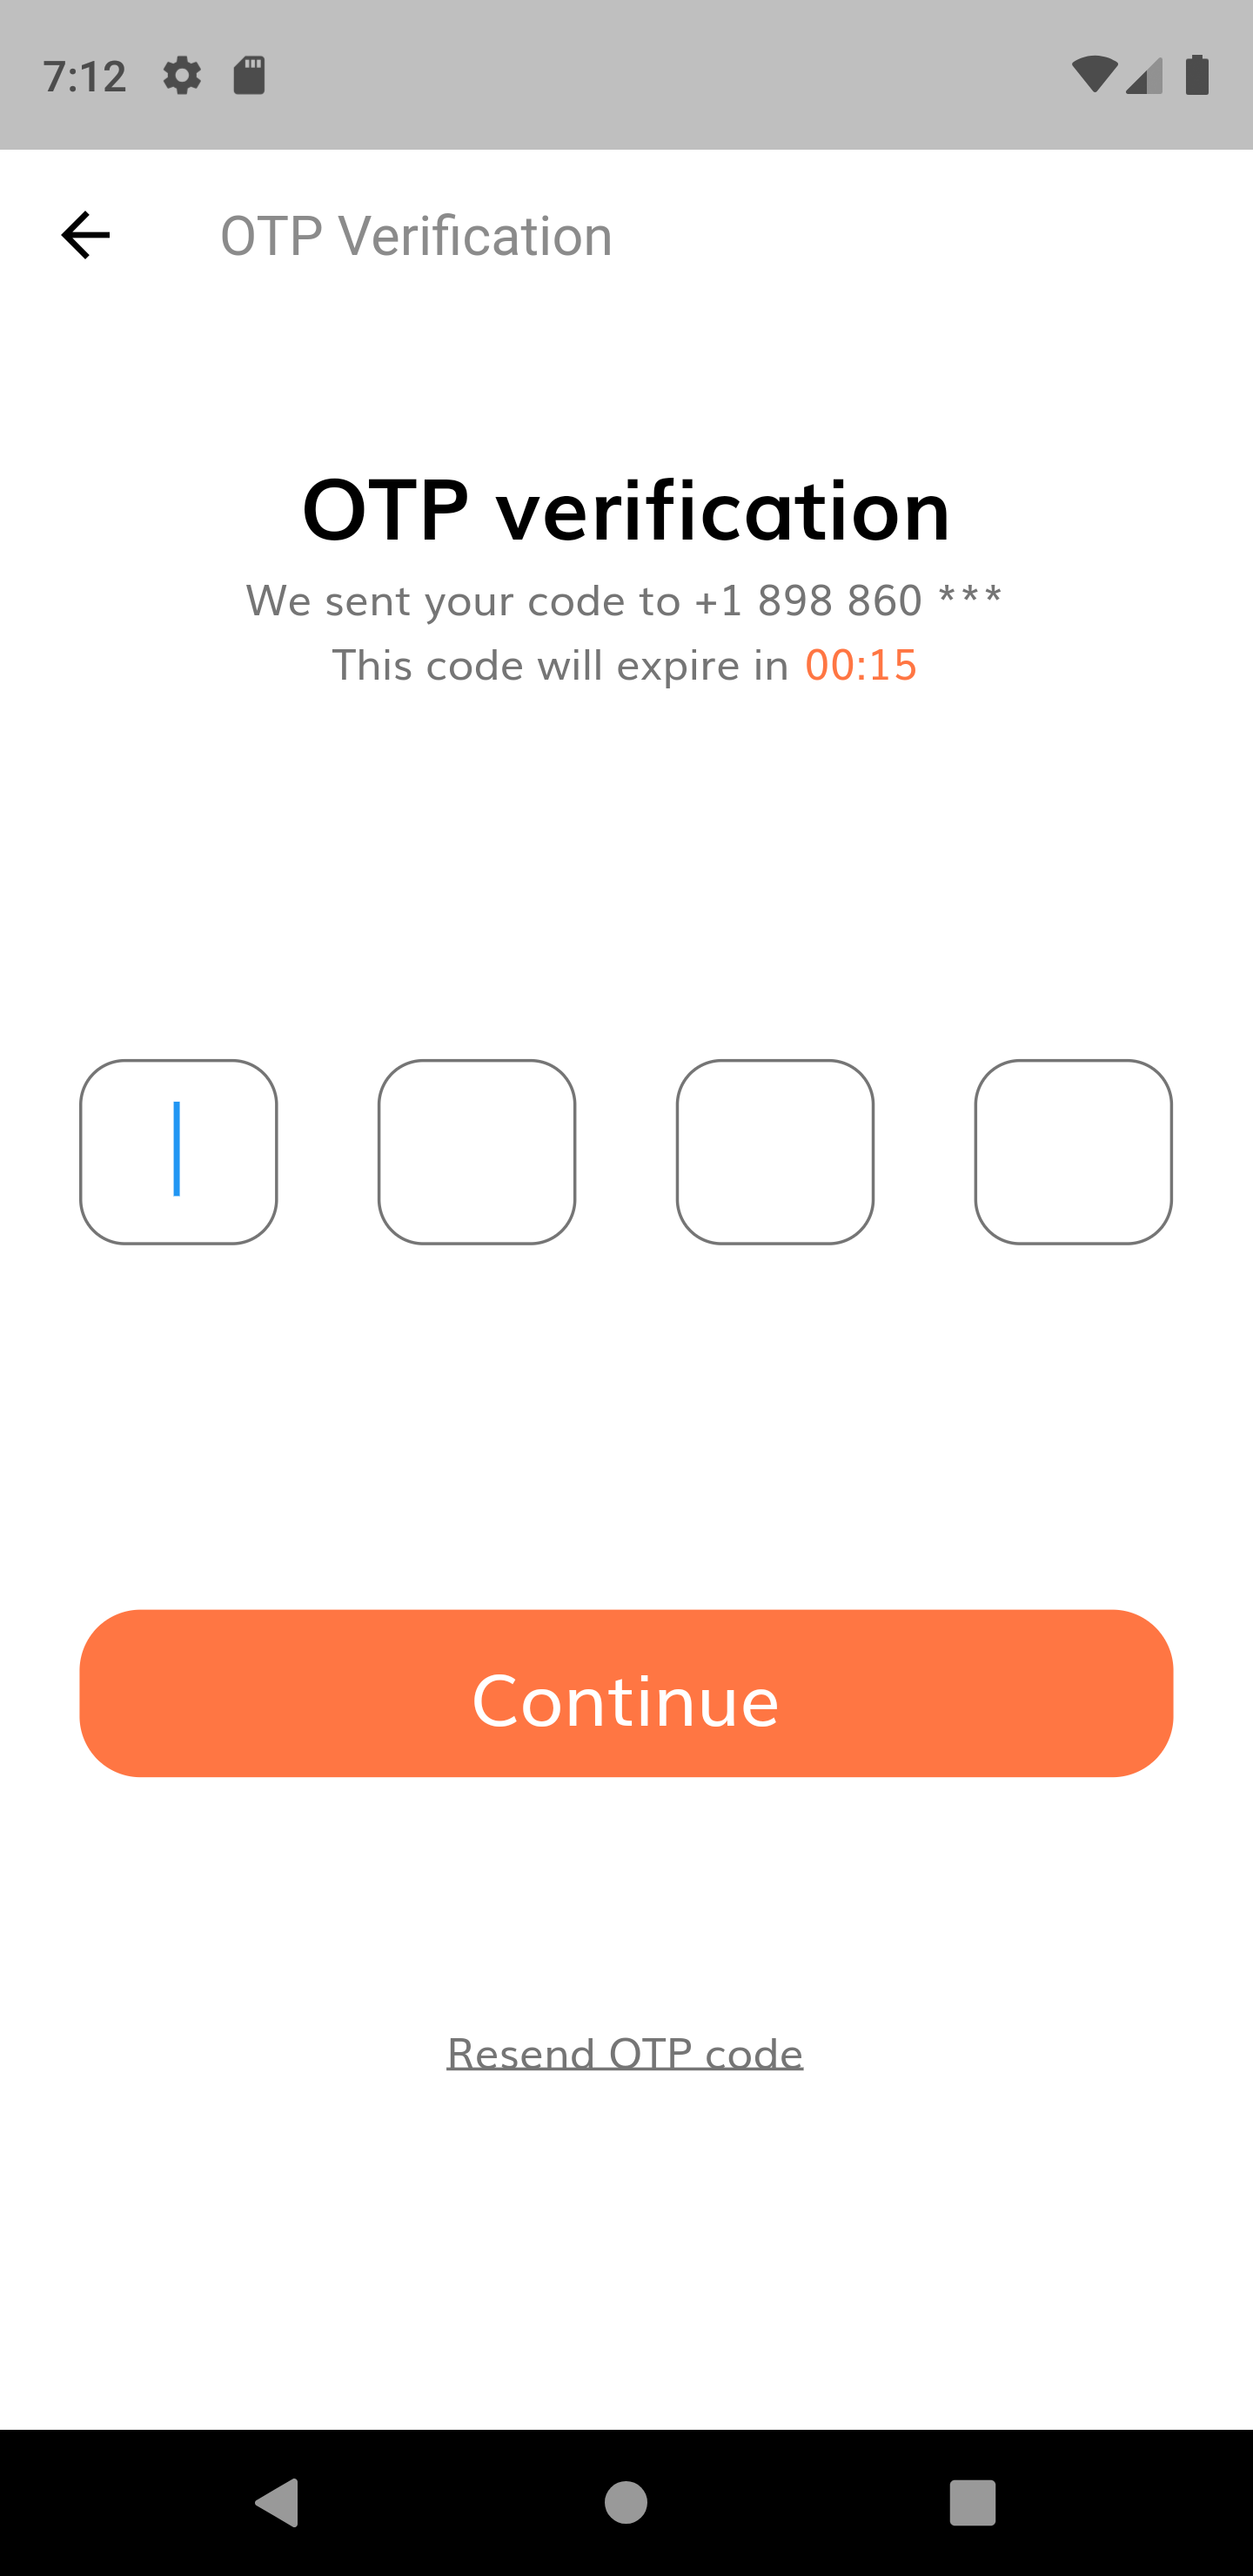 7:12
OTP Verification
OTP verification
We sent your code to +1 898 860 ***
This code will expire in 00:15
Continue
Resend OTP code